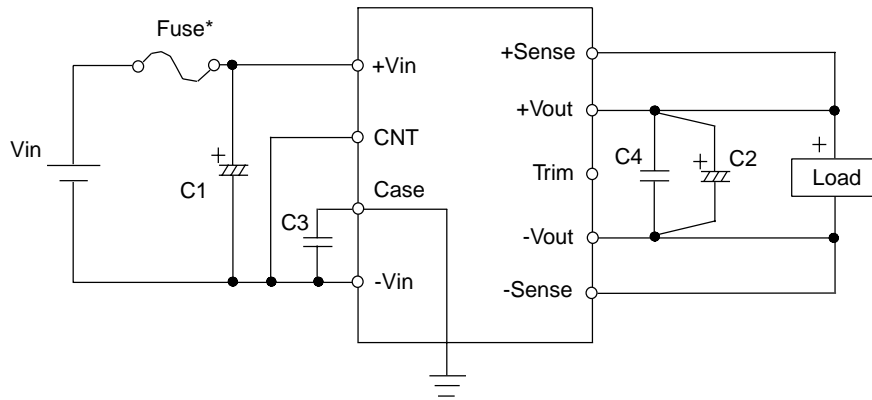 Fuse*
Vin
+
C1
C3
+Vin
CNT
Case
-Vin
+Sense
+Vout
Trim
-Vout
-Sense
C4
+
C2
+
Load